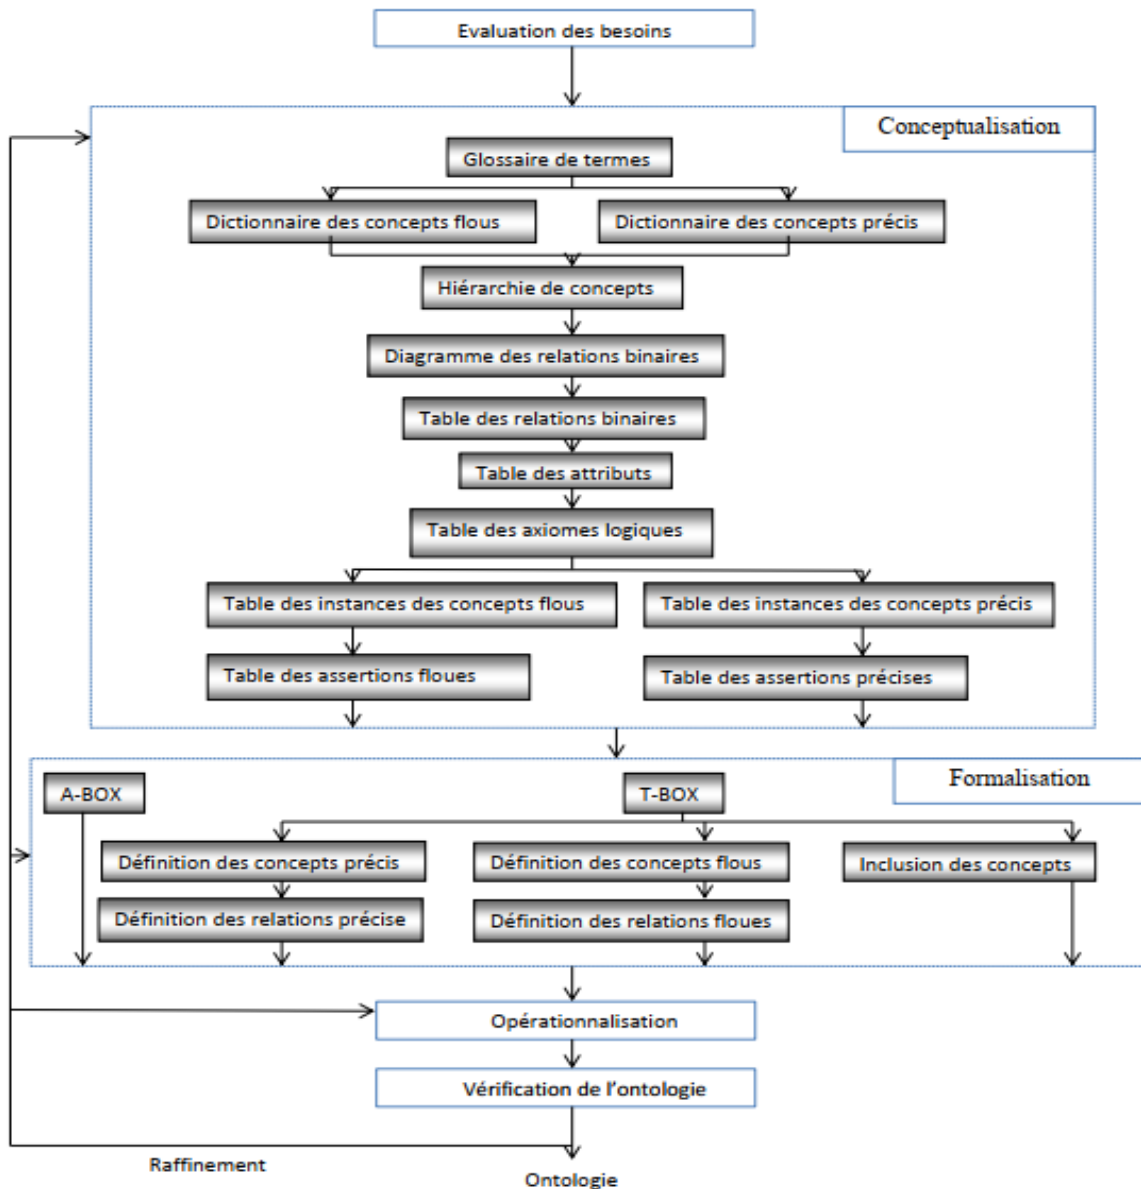 Evaluation des besoins
Conceptualisation
Glossaire de termes
Dictionnaire des concepts flous
Dictionnaire des concepts précis
Hiérarchie de concepts
Diagramme des relations binaires
Table des relations binaires
Table des attributs
Table des axiomes logiques
Table des instances des concepts flous
Table des instances des concepts précis
Table des assertions floues
Table des assertions précises
Formalisation
A-BOX
T-BOX
Définition des concepts précis
Définition des concepts flous
Inclusion des concepts
Définition des relations précise
Définition des relations floues
Opérationnalisation
Vérification de l'ontologie
Raffinement
Ontologie